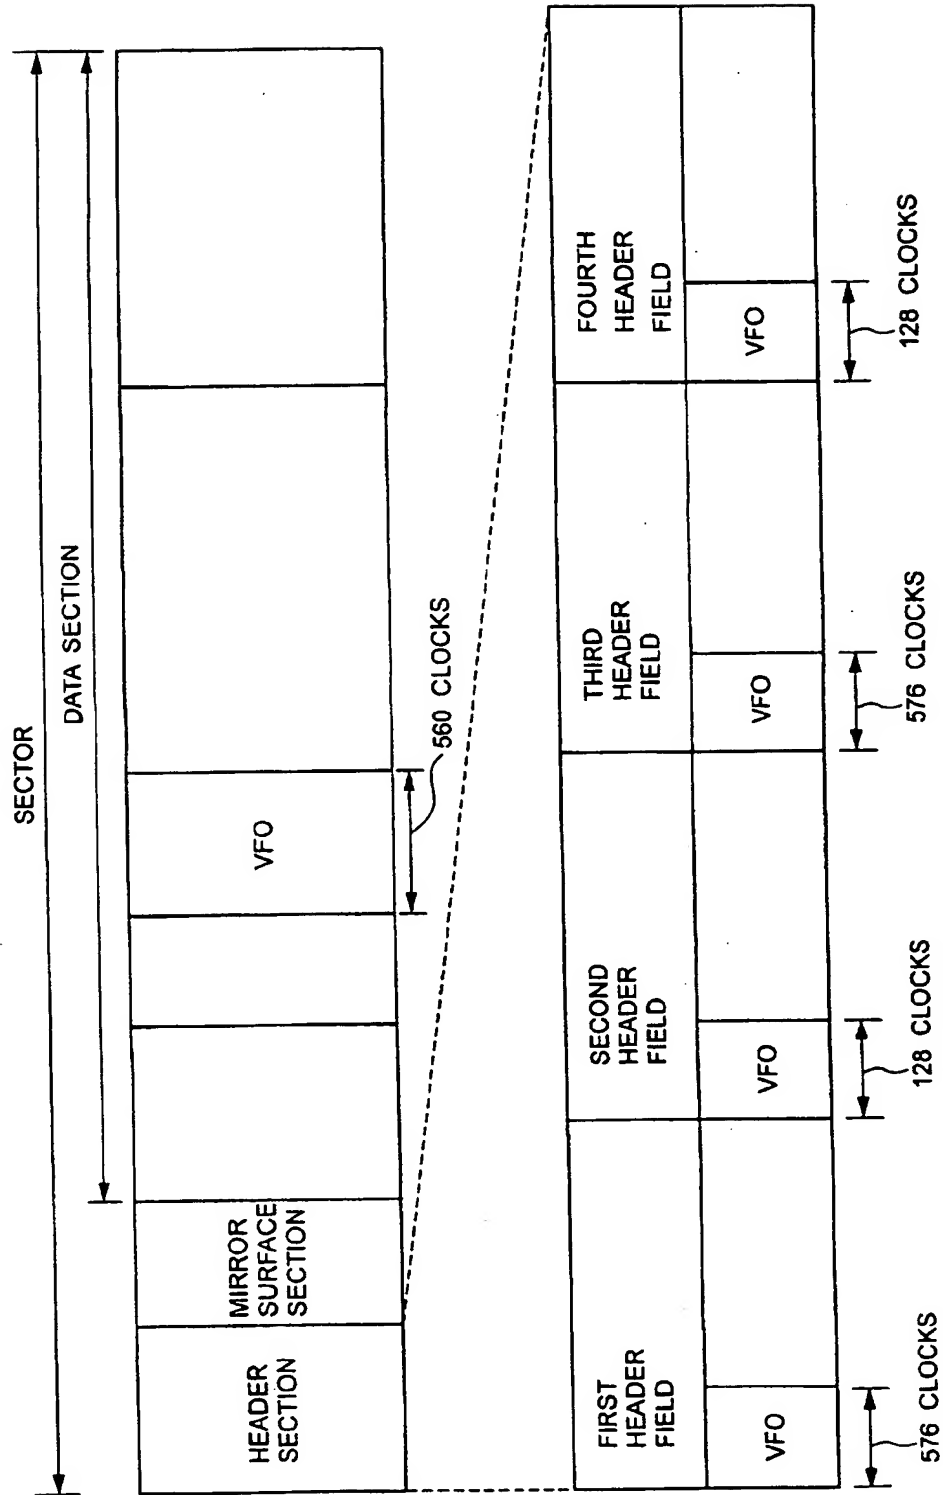 SECTOR
DATA SECTION
HEADER
SECTION
MIRROR
SURFACE
SECTION
VFO
560 CLOCKS
FIRST
HEADER
FIELD
SECOND
HEADER
FIELD
THIRD
HEADER
FIELD
FOURTH
HEADER
FIELD
VFO
VFO
VFO
VFO
576 CLOCKS
128 CLOCKS
576 CLOCKS
128 CLOCKS